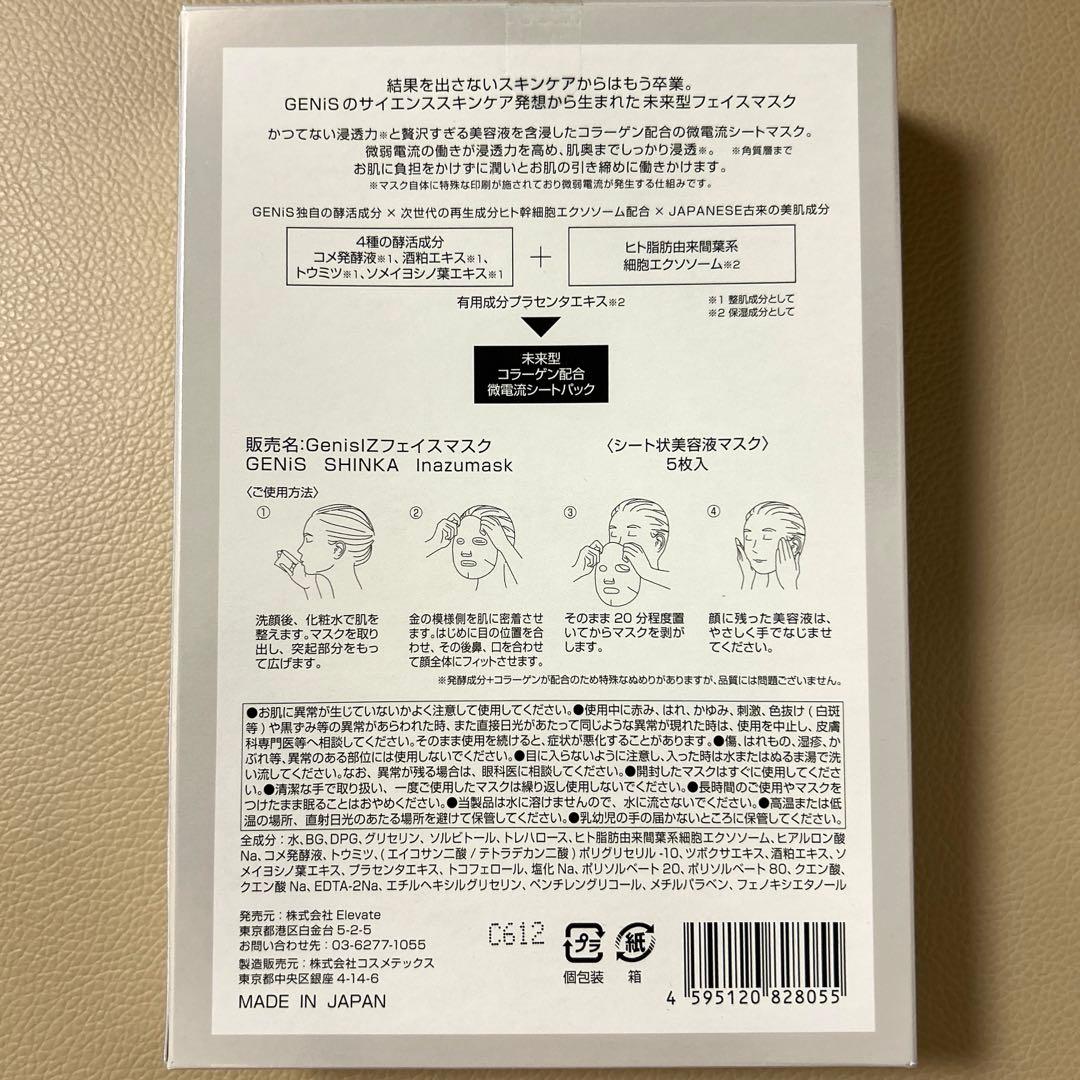 結果を出さないスキンケアからはもう卒業。
GENiSのサイエンススキンケア発想から生まれた未来型フェイスマスク
かつてない浸透力※と贅沢すぎる美容液を含浸したコラーゲン配合の微電流シートマスク。
微弱電流の働きが浸透力を高め、肌奥までしっかり浸透※。 ※角質層まで
お肌に負担をかけずに潤いとお肌の引き締めに働きかけます。
※マスク自体に特殊な印刷が施されており微弱電流が発生する仕組みです。
GENiS独自の酵活成分 × 次世代の再生成分ヒト幹細胞エクソソーム配合 × JAPANESE古来の美肌成分
4種の酵活成分
コメ発酵液※1、酒粕エキス※1、
トウミツ※1、ソメイヨシノ葉エキス※1
+
ヒト脂肪由来間葉系
細胞エクソソーム※2
有用成分プラセンタエキス※2
※1 整肌成分として
※2 保湿成分として
未来型
コラーゲン配合
微電流シートパック
販売名:GenisIZフェイスマスク
GENiS SHINKA Inazumask
〈シート状美容液マスク〉
5枚入
〈ご使用方法〉
①
洗顔後、化粧水で肌を
整えます。マスクを取り
出し、突起部分をもっ
て広げます。
②
金の模様側を肌に密着させ
ます。はじめに目の位置を合
わせ、その後鼻、口を合わせ
て顔全体にフィットさせます。
③
そのまま20分程度置
いてからマスクを剥が
します。
④
顔に残った美容液は、
やさしく手でなじませ
てください。
※発酵成分+コラーゲンが配合のため特殊なぬめりがありますが、品質には問題ございません。
●お肌に異常が生じていないかよく注意して使用してください。●使用中に赤み、はれ、かゆみ、刺激、色抜け(白斑
等)や黒ずみ等の異常があらわれた時、また直接日光があたって同じような異常が現れた時は、使用を中止し、皮膚
科専門医等へ相談してください。そのまま使用を続けると、症状が悪化することがあります。●傷、はれもの、湿疹、か
ぶれ等、異常のある部位には使用しないでください。●目に入らないように注意し、入った時は水またはぬるま湯で洗
い流してください。なお、異常が残る場合は、眼科医に相談してください。●開封したマスクはすぐに使用してくださ
い。●清潔な手で取り扱い、一度ご使用したマスクは繰り返し使用しないでください。●長時間のご使用やマスクを
つけたまま眠ることはおやめください。●当製品は水に溶けませんので、水に流さないでください。●高温または低
温の場所、直射日光のあたる場所を避けて保管してください。●乳幼児の手の届かないところに保管してください。
全成分:水、BG、DPG、グリセリン、ソルビトール、トレハロース、ヒト脂肪由来間葉系細胞エクソソーム、ヒアルロン酸
Na、コメ発酵液、トウミツ、(エイコサン二酸/テトラデカン二酸)ポリグリセリル-10、ツボクサエキス、酒粕エキス、ソ
メイヨシノ葉エキス、プラセンタエキス、トコフェロール、塩化Na、ポリソルベート20、ポリソルベート80、クエン酸、
クエン酸Na、EDTA-2Na、エチルヘキシルグリセリン、ペンチレングリコール、メチルパラベン、フェノキシエタノール
発売元:株式会社Elevate
東京都港区白金台5-2-5
お問い合わせ先:03-6277-1055
製造販売元:株式会社コスメテックス
東京都中央区銀座4-14-6
MADE IN JAPAN
C612
プラ
個包装
紙
箱
4 595120 828055